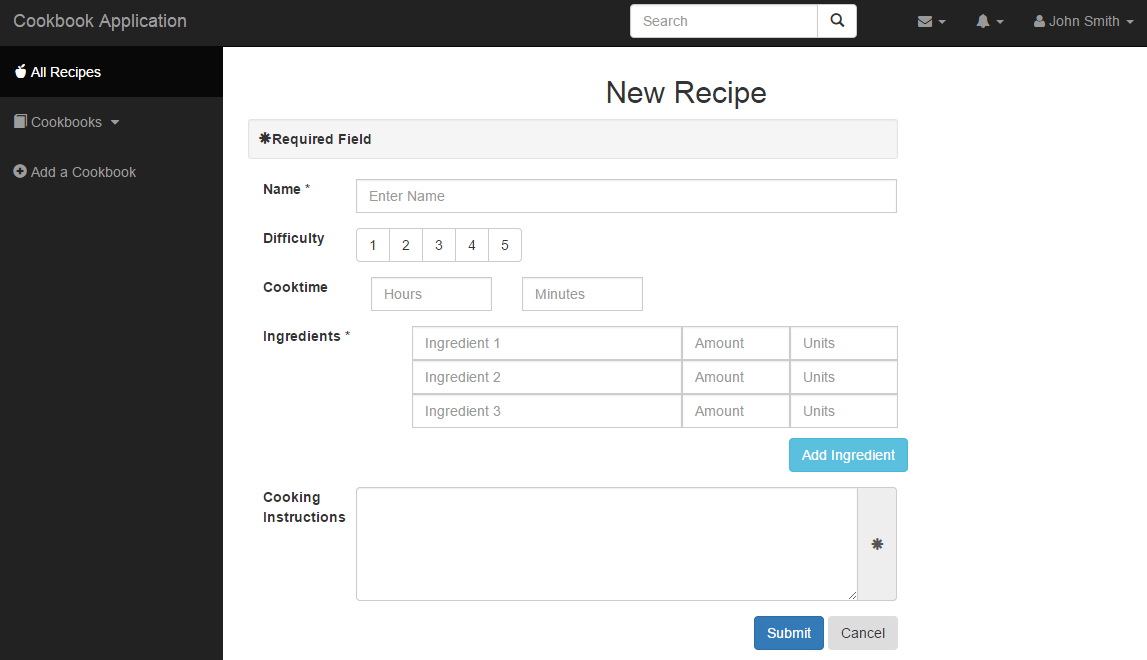 Cookbook Application
Search
John Smith
All Recipes
Cookbooks
Add a Cookbook
New Recipe
✱Required Field
Name *
Enter Name
Difficulty
1 2 3 4 5
Cooktime
Hours Minutes
Ingredients *
Ingredient 1 Amount Units
Ingredient 2 Amount Units
Ingredient 3 Amount Units
Add Ingredient
Cooking
Instructions
✱
Submit Cancel